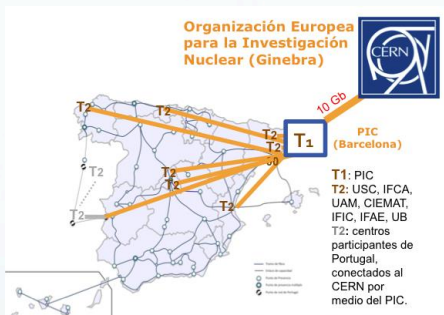 Organización Europea
para la Investigación
Nuclear (Ginebra)
CERN
10 Gb
T1
PIC
(Barcelona)
T2
T2
T2
T2
T2
T2
T2
T2
T2
T1: PIC
T2: USC, IFCA,
UAM, CIEMAT,
IFIC, IFAE, UB
T2: centros
participantes de
Portugal,
conectados al
CERN por
medio del PIC.